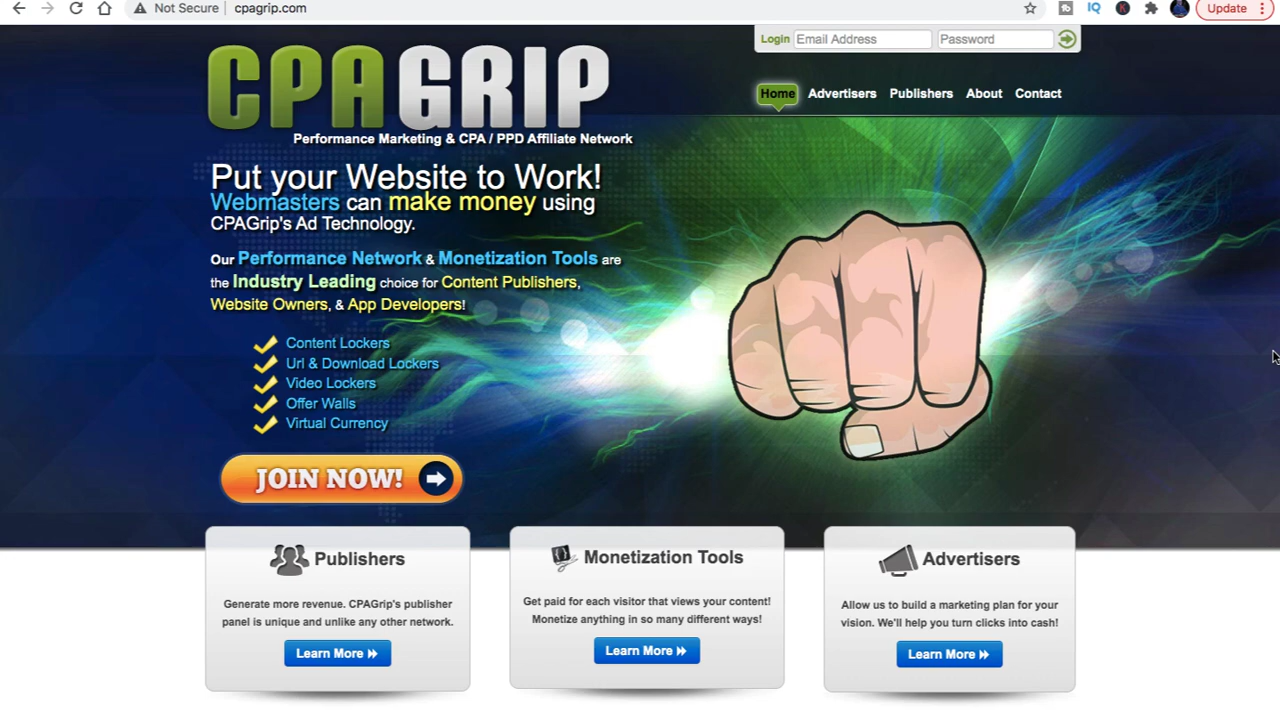 Not Secure | cpagrip.com
Update
Login Email Address Password
CPAGRIP
Performance Marketing & CPA / PPD Affiliate Network
Home Advertisers Publishers About Contact
Put your Website to Work!
Webmasters can make money using
CPAGrip's Ad Technology.
Our Performance Network & Monetization Tools are
the Industry Leading choice for Content Publishers,
Website Owners, & App Developers!
Content Lockers
Url & Download Lockers
Video Lockers
Offer Walls
Virtual Currency
JOIN NOW!
Publishers
Generate more revenue. CPAGrip's publisher
panel is unique and unlike any other network.
Learn More
Monetization Tools
Get paid for each visitor that views your content!
Monetize anything in so many different ways!
Learn More
Advertisers
Allow us to build a marketing plan for your
vision. We'll help you turn clicks into cash!
Learn More